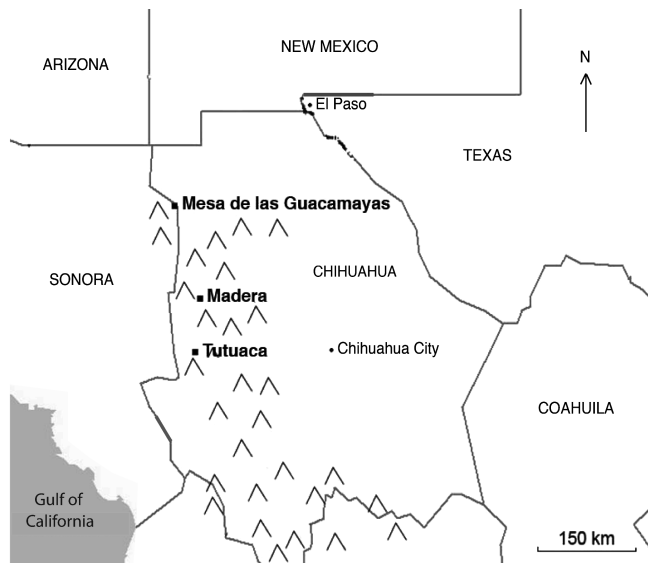 NEW MEXICO
ARIZONA
N
El Paso
TEXAS
Mesa de las Guacamayas
SONORA
CHIHUAHUA
Madera
Tutuaca
Chihuahua City
COAHUILA
Gulf of
California
150 km